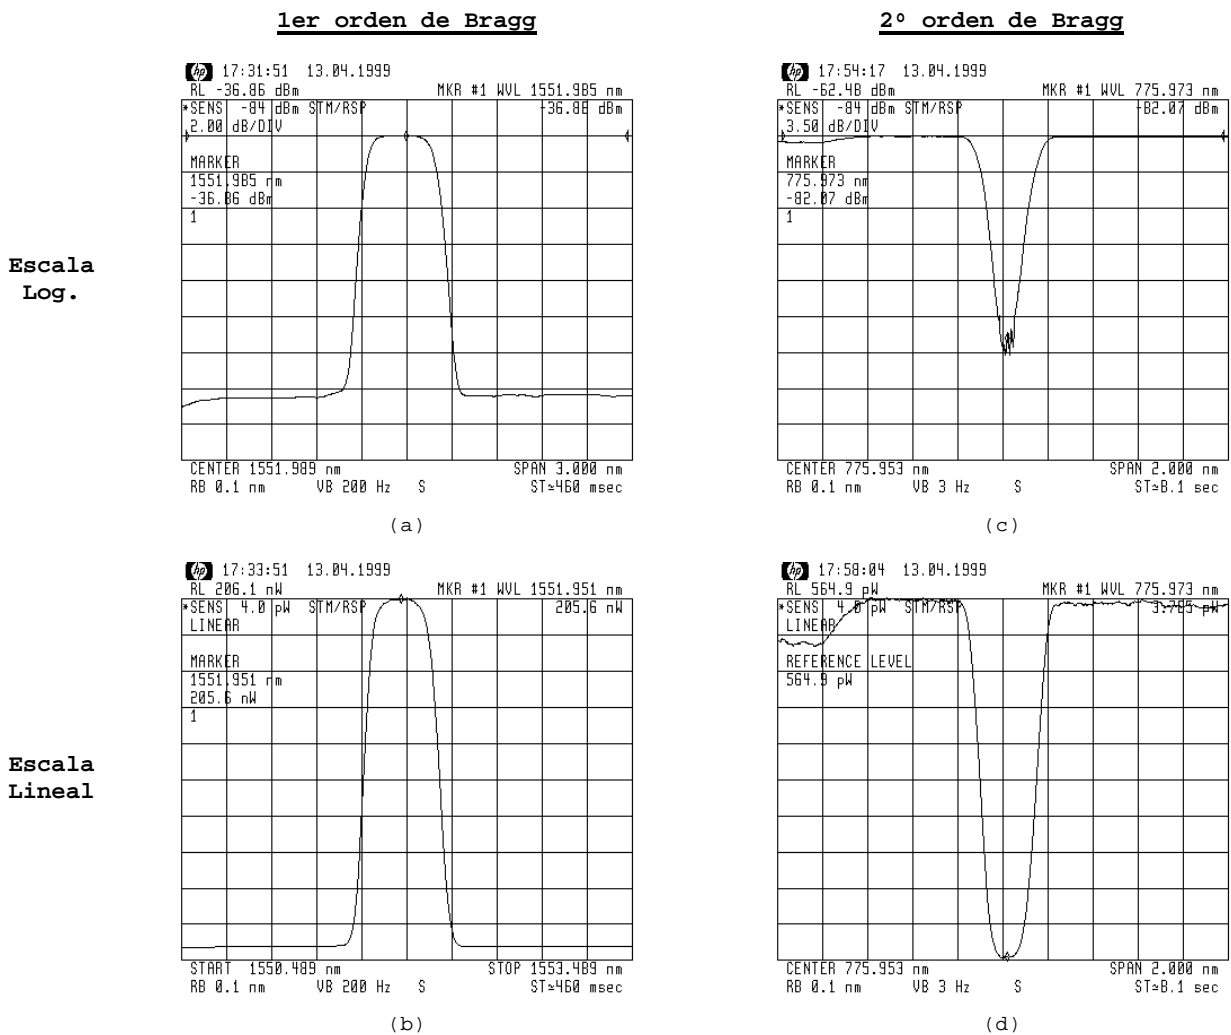 1er orden de Bragg
2º orden de Bragg
Escala
Log.
hp 17:31:51 13.04.1999
RL -36.86 dBm MKR #1 WVL 1551.985 nm
*SENS -84 dBm STM/RSP -36.86 dBm
2.00 dB/DIV
MARKER
1551.985 nm
-36.86 dBm
1
CENTER 1551.989 nm SPAN 3.000 nm
RB 0.1 nm VB 200 Hz S ST≃460 msec
(a)
hp 17:54:17 13.04.1999
RL -62.48 dBm MKR #1 WVL 775.973 nm
*SENS -84 dBm STM/RSP -82.07 dBm
3.50 dB/DIV
MARKER
775.973 nm
-82.07 dBm
1
CENTER 775.953 nm SPAN 2.000 nm
RB 0.1 nm VB 3 Hz S ST≃8.1 sec
(c)
Escala
Lineal
hp 17:33:51 13.04.1999
RL 206.1 nW MKR #1 WVL 1551.951 nm
*SENS 4.0 pW STM/RSP 205.6 nW
LINEAR
MARKER
1551.951 nm
205.6 nW
1
START 1550.489 nm STOP 1553.489 nm
RB 0.1 nm VB 200 Hz S ST≃460 msec
(b)
hp 17:58:04 13.04.1999
RL 564.9 pW MKR #1 WVL 775.973 nm
*SENS 4.0 pW STM/RSP pW
LINEAR
REFERENCE LEVEL
564.9 pW
CENTER 775.953 nm SPAN 2.000 nm
RB 0.1 nm VB 3 Hz S ST≃8.1 sec
(d)